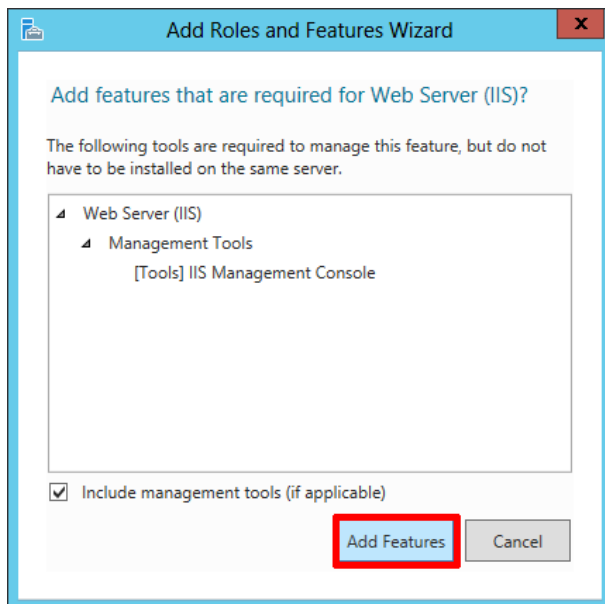 Add Roles and Features Wizard
x
Add features that are required for Web Server (IIS)?
The following tools are required to manage this feature, but do not
have to be installed on the same server.
Web Server (IIS)
Management Tools
[Tools] IIS Management Console
Include management tools (if applicable)
Add Features
Cancel